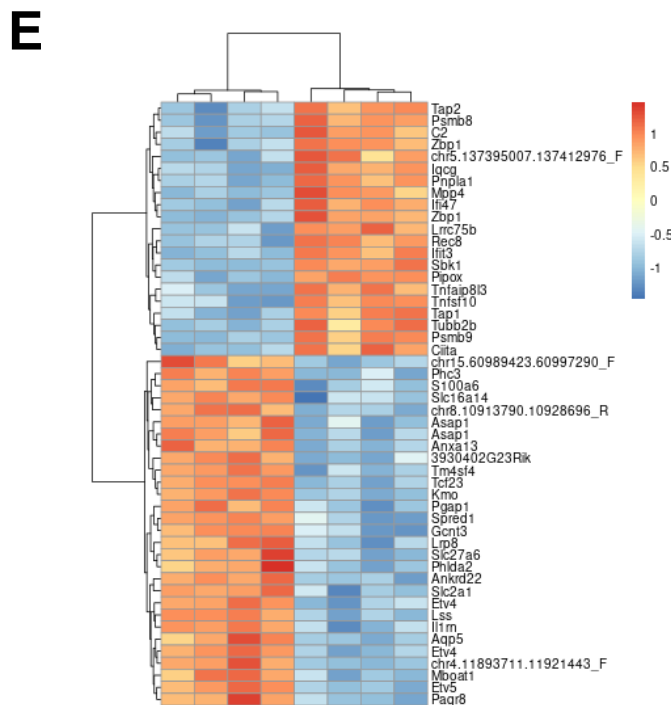 E
Tap2
Psmb8
C2
Zbp1
chr5.137395007.137412976_F
Iqcg
Pnpla1
Mpp4
Ifi47
Zbp1
Lrrc75b
Rec8
Ifit3
Sbk1
Pipox
Tnfaip8l3
Tnfsf10
Tap1
Tubb2b
Psmb9
Ciita
chr15.60989423.60997290_F
Phc3
S100a6
Slc16a14
chr8.10913790.10928696_R
Asap1
Asap1
Anxa13
3930402G23Rik
Tm4sf4
Tcf23
Kmo
Pgap1
Spred1
Gcnt3
Lrp8
Slc27a6
Phlda2
Ankrd22
Slc2a1
Etv4
Lss
Il1rn
Aqp5
Etv4
chr4.11893711.11921443_F
Mboat1
Etv5
Paqr8
1
0.5
0
-0.5
-1